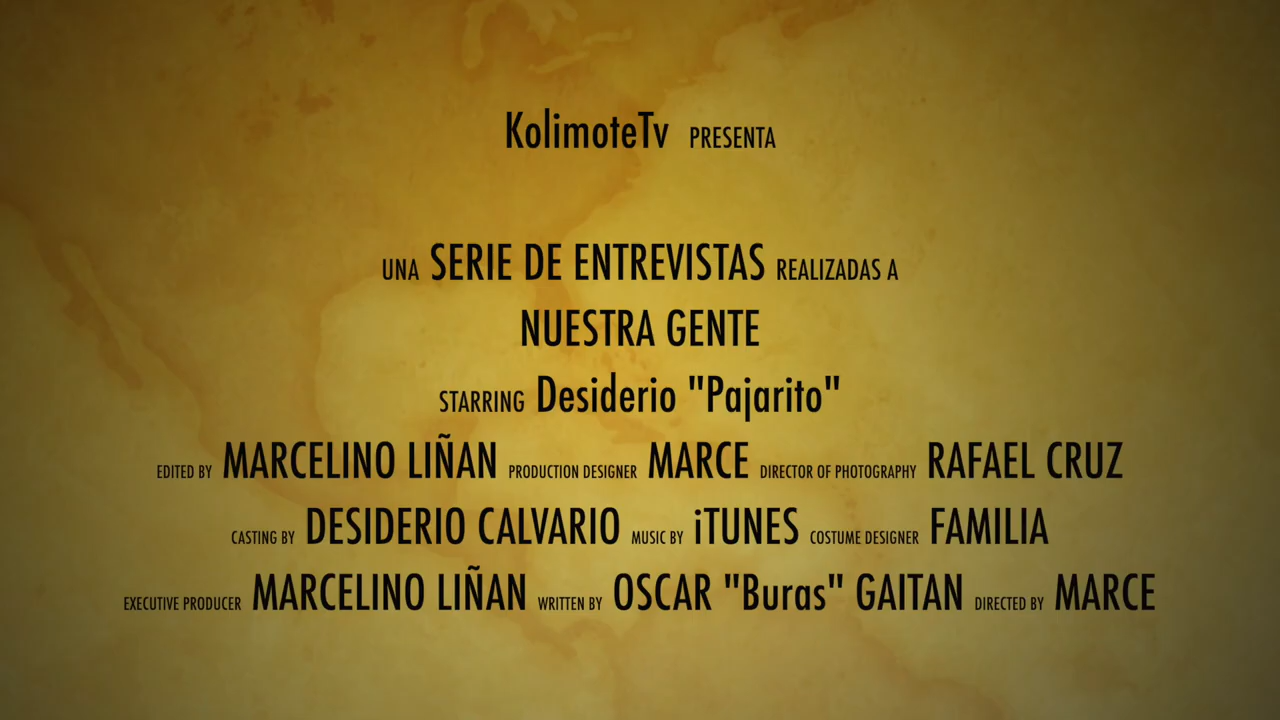 KolimoteTv PRESENTA
UNA SERIE DE ENTREVISTAS REALIZADAS A
NUESTRA GENTE
STARRING Desiderio "Pajarito"
EDITED BY MARCELINO LIÑAN PRODUCTION DESIGNER MARCE DIRECTOR OF PHOTOGRAPHY RAFAEL CRUZ
CASTING BY DESIDERIO CALVARIO MUSIC BY iTUNES COSTUME DESIGNER FAMILIA
EXECUTIVE PRODUCER MARCELINO LIÑAN WRITTEN BY OSCAR "Buras" GAITAN DIRECTED BY MARCE